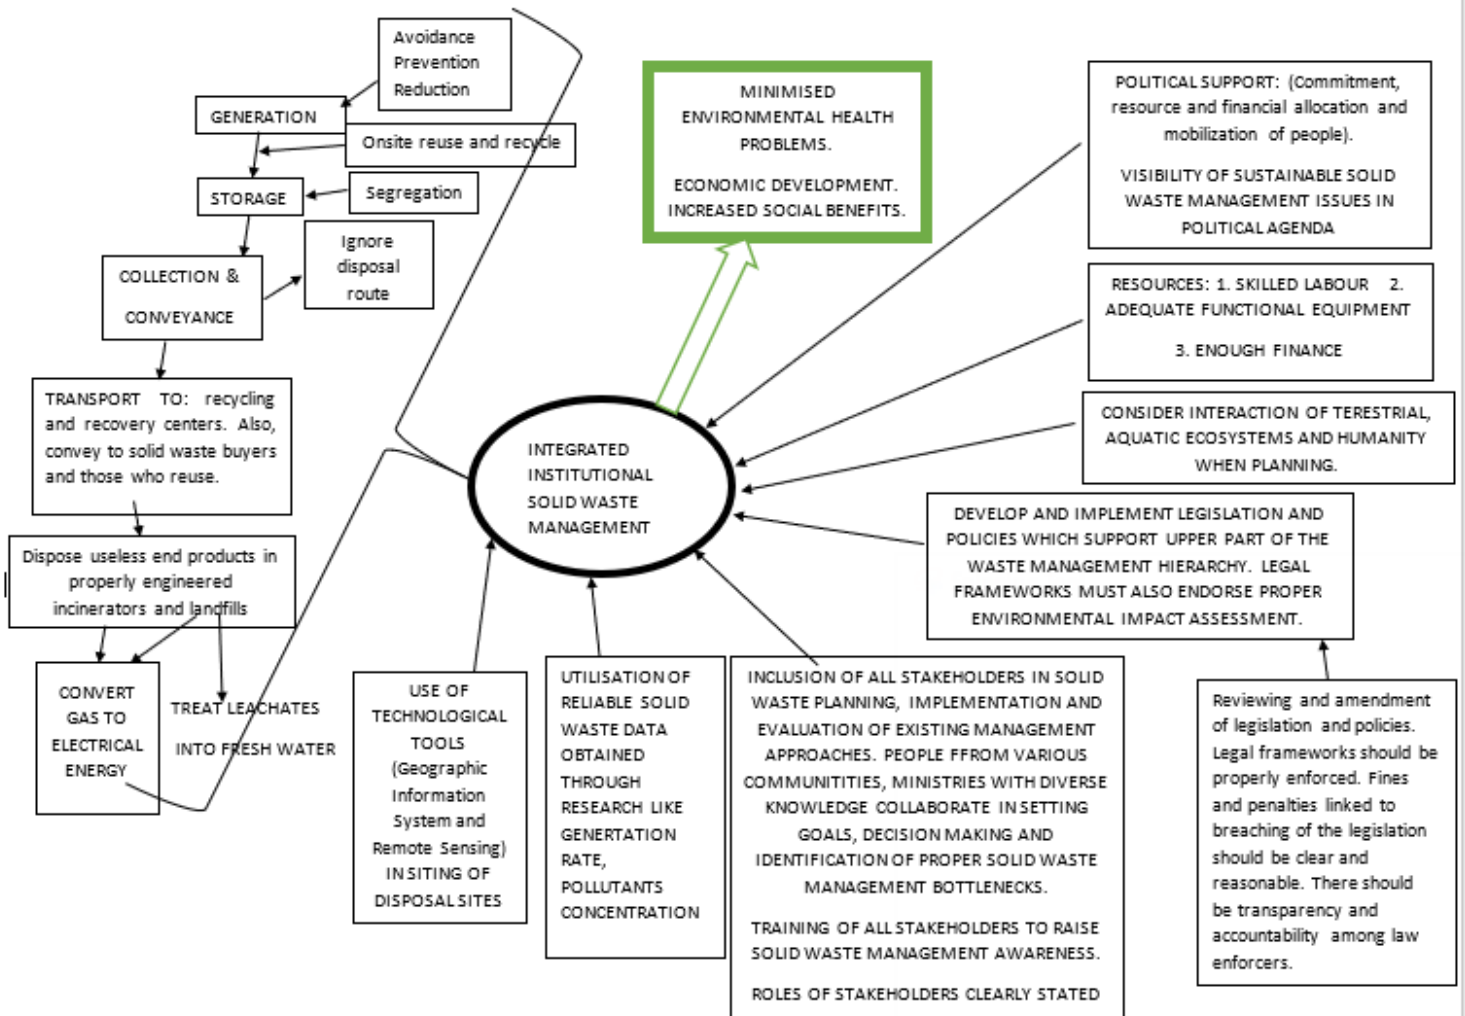 Avoidance
Prevention
Reduction
GENERATION
Onsite reuse and recycle
STORAGE
Segregation
Ignore
disposal
route
COLLECTION &
CONVEYANCE
TRANSPORT TO: recycling
and recovery centers. Also,
convey to solid waste buyers
and those who reuse.
Dispose useless end products in
properly engineered
incinerators and landfills
CONVERT
GAS TO
ELECTRICAL
ENERGY
TREAT LEACHATES
INTO FRESH WATER
MINIMISED
ENVIRONMENTAL HEALTH
PROBLEMS.
ECONOMIC DEVELOPMENT.
INCREASED SOCIAL BENEFITS.
INTEGRATED
INSTITUTIONAL
SOLID WASTE
MANAGEMENT
POLITICAL SUPPORT: (Commitment,
resource and financial allocation and
mobilization of people).
VISIBILITY OF SUSTAINABLE SOLID
WASTE MANAGEMENT ISSUES IN
POLITICAL AGENDA
RESOURCES: 1. SKILLED LABOUR 2.
ADEQUATE FUNCTIONAL EQUIPMENT
3. ENOUGH FINANCE
CONSIDER INTERACTION OF TERESTRIAL,
AQUATIC ECOSYSTEMS AND HUMANITY
WHEN PLANNING.
DEVELOP AND IMPLEMENT LEGISLATION AND
POLICIES WHICH SUPPORT UPPER PART OF THE
WASTE MANAGEMENT HIERARCHY. LEGAL
FRAMEWORKS MUST ALSO ENDORSE PROPER
ENVIRONMENTAL IMPACT ASSESSMENT.
USE OF
TECHNOLOGICAL
TOOLS
(Geographic
Information
System and
Remote Sensing)
IN SITING OF
DISPOSAL SITES
UTILISATION OF
RELIABLE SOLID
WASTE DATA
OBTAINED
THROUGH
RESEARCH LIKE
GENERTATION
RATE,
POLLUTANTS
CONCENTRATION
INCLUSION OF ALL STAKEHOLDERS IN SOLID
WASTE PLANNING, IMPLEMENTATION AND
EVALUATION OF EXISTING MANAGEMENT
APPROACHES. PEOPLE FFROM VARIOUS
COMMUNITITIES, MINISTRIES WITH DIVERSE
KNOWLEDGE COLLABORATE IN SETTING
GOALS, DECISION MAKING AND
IDENTIFICATION OF PROPER SOLID WASTE
MANAGEMENT BOTTLENECKS.
TRAINING OF ALL STAKEHOLDERS TO RAISE
SOLID WASTE MANAGEMENT AWARENESS.
ROLES OF STAKEHOLDERS CLEARLY STATED
Reviewing and amendment
of legislation and policies.
Legal frameworks should be
properly enforced. Fines
and penalties linked to
breaching of the legislation
should be clear and
reasonable. There should
be transparency and
accountability among law
enforcers.